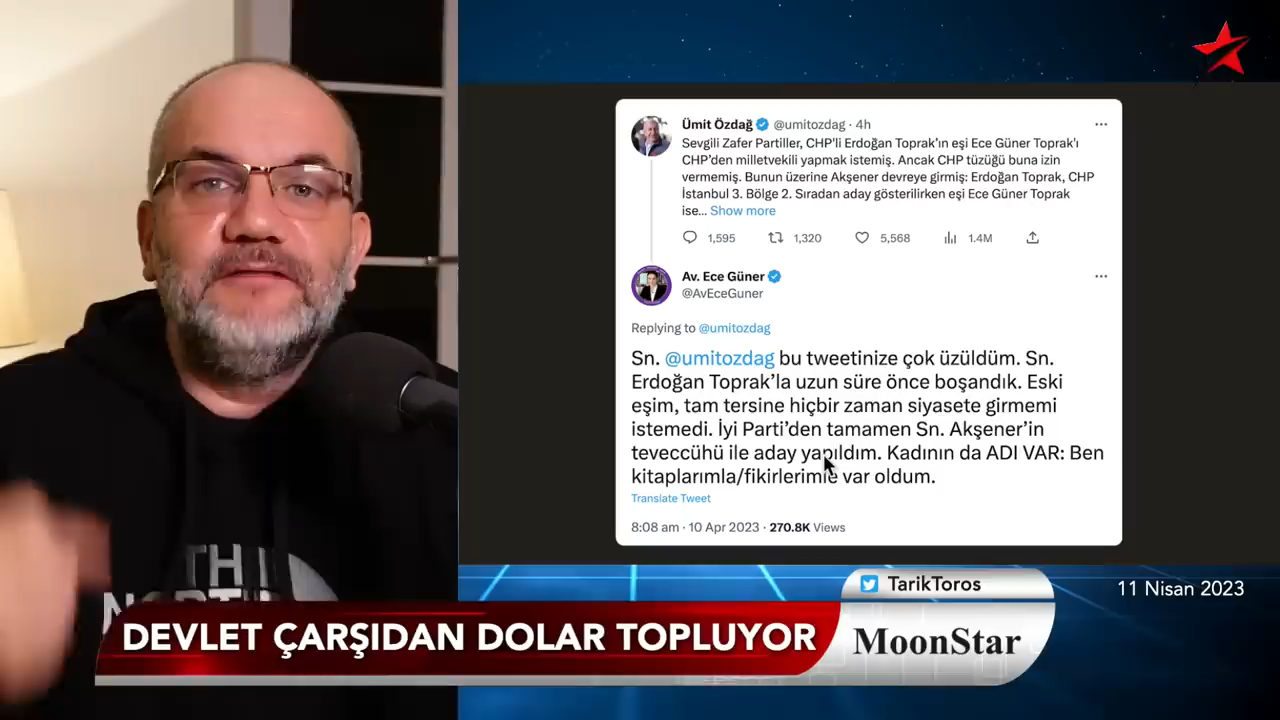 Ümit Özdağ @umitozdag · 4h
Sevgili Zafer Partiller, CHP'li Erdoğan Toprak'ın eşi Ece Güner Toprak'ı
CHP'den milletvekili yapmak istemiş. Ancak CHP tüzüğü buna izin
vermemiş. Bunun üzerine Akşener devreye girmiş: Erdoğan Toprak, CHP
İstanbul 3. Bölge 2. Sıradan aday gösterilirken eşi Ece Güner Toprak
ise... Show more
1,595 1,320 5,568 1.4M
Av. Ece Güner
@AvEceGuner
Replying to @umitozdag
Sn. @umitozdag bu tweetinize çok üzüldüm. Sn.
Erdoğan Toprak'la uzun süre önce boşandık. Eski
eşim, tam tersine hiçbir zaman siyasete girmemi
istemedi. İyi Parti'den tamamen Sn. Akşener'in
teveccühü ile aday yapıldım. Kadının da ADI VAR: Ben
kitaplarımla/fikirlerimle var oldum.
Translate Tweet
8:08 am · 10 Apr 2023 · 270.8K Views
TarikToros
11 Nisan 2023
DEVLET ÇARŞIDAN DOLAR TOPLUYOR
MoonStar